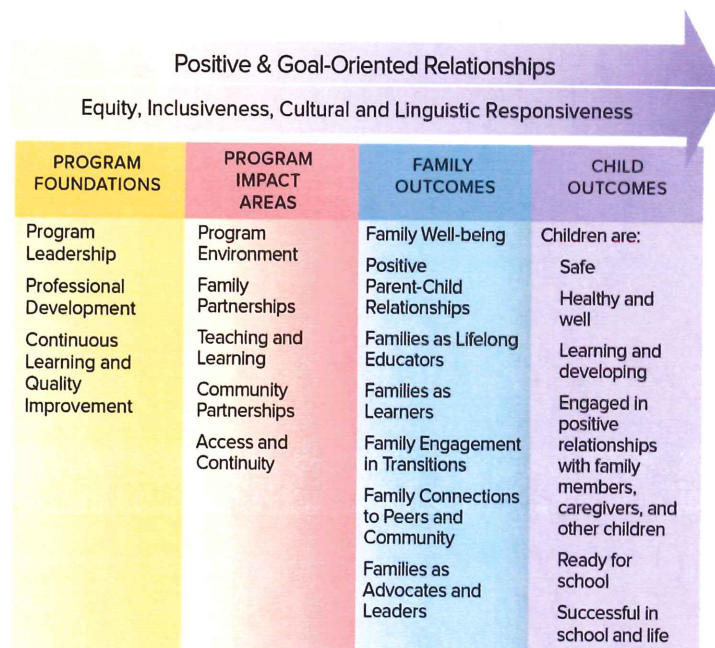 Positive & Goal-Oriented Relationships
Equity, Inclusiveness, Cultural and Linguistic Responsiveness
PROGRAM
FOUNDATIONS
Program
Leadership
Professional
Development
Continuous
Learning and
Quality
Improvement
PROGRAM
IMPACT
AREAS
Program
Environment
Family
Partnerships
Teaching and
Learning
Community
Partnerships
Access and
Continuity
FAMILY
OUTCOMES
Family Well-being
Positive
Parent-Child
Relationships
Families as Lifelong
Educators
Families as
Learners
Family Engagement
in Transitions
Family Connections
to Peers and
Community
Families as
Advocates and
Leaders
CHILD
OUTCOMES
Children are:
Safe
Healthy and
well
Learning and
developing
Engaged in
positive
relationships
with family
members,
caregivers, and
other children
Ready for
school
Successful in
school and life